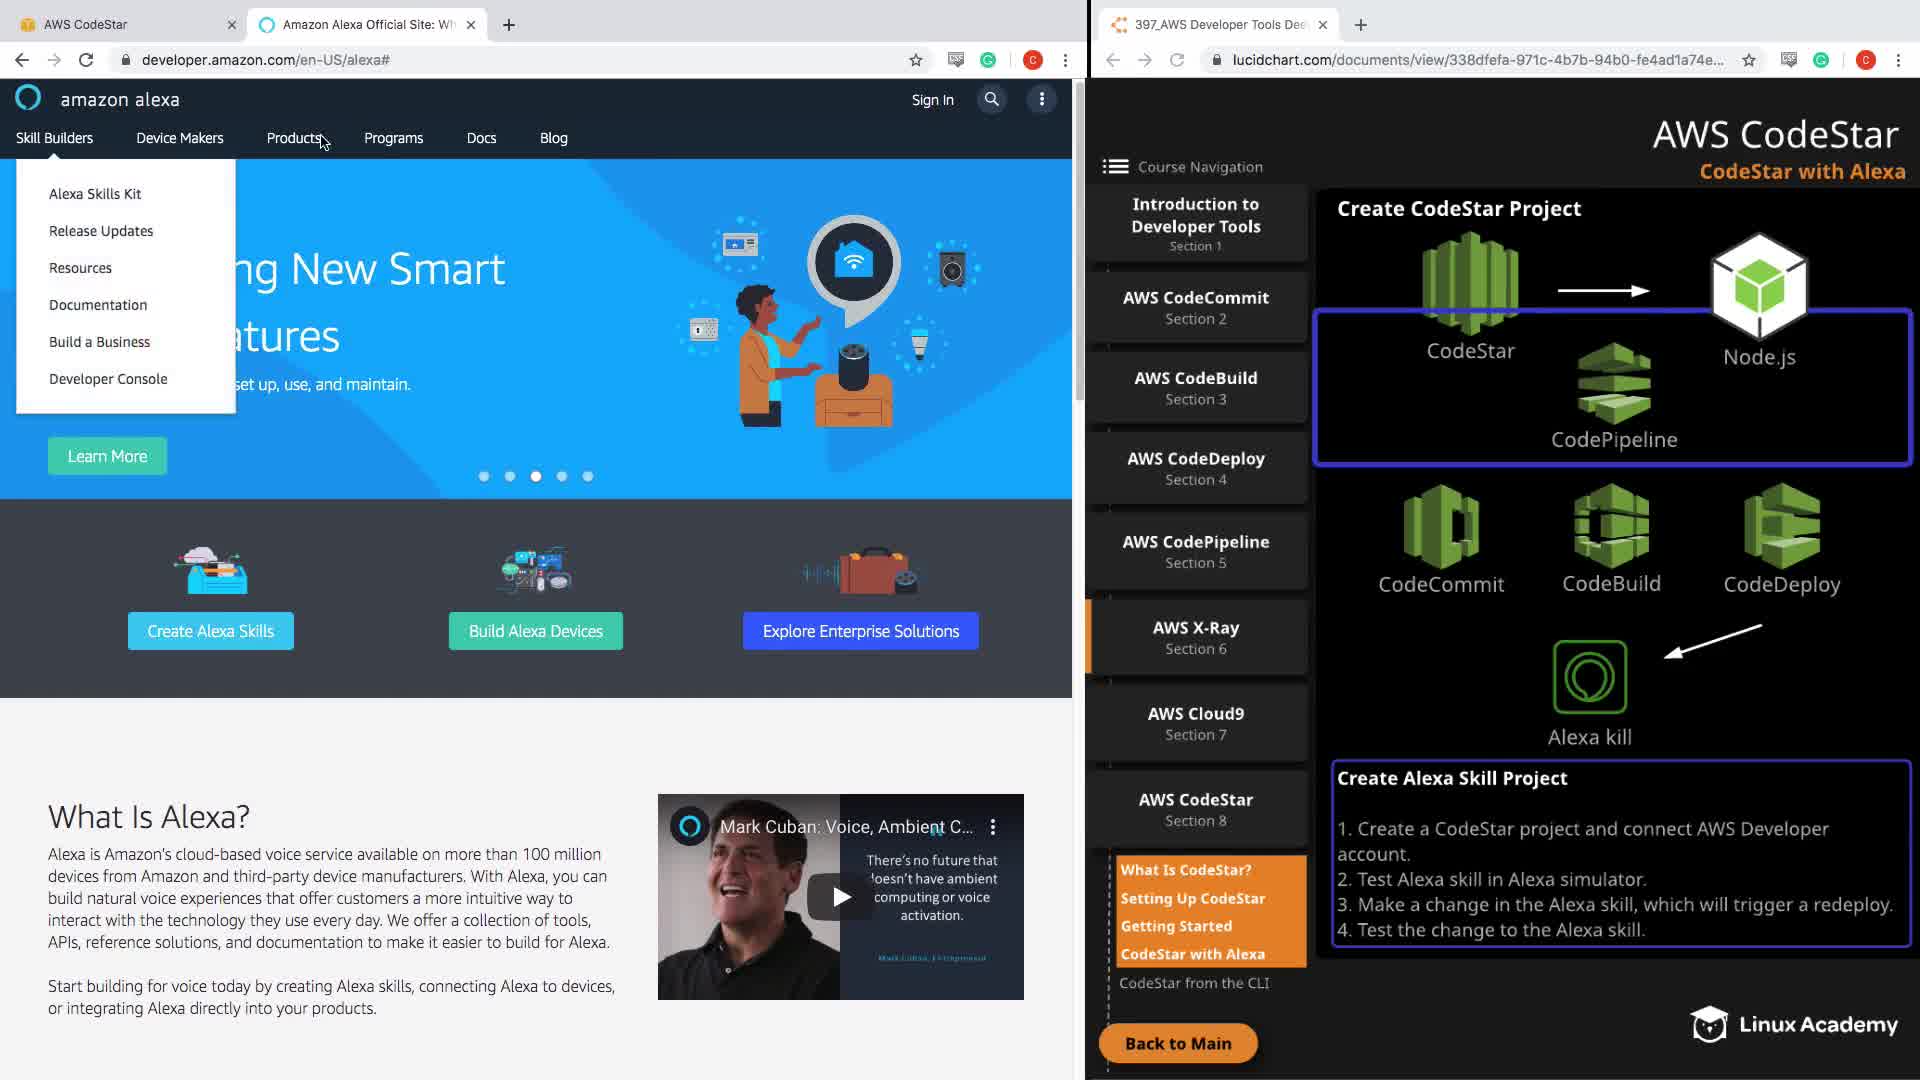 AWS CodeStar
Amazon Alexa Official Site: Wh
developer.amazon.com/en-US/alexa#
amazon alexa
Sign In
Skill Builders
Device Makers
Products
Programs
Docs
Blog
Alexa Skills Kit
Release Updates
Resources
Documentation
Build a Business
Developer Console
ng New Smart
atures
set up, use, and maintain.
Learn More
Create Alexa Skills
Build Alexa Devices
Explore Enterprise Solutions
What Is Alexa?
Alexa is Amazon's cloud-based voice service available on more than 100 million
devices from Amazon and third-party device manufacturers. With Alexa, you can
build natural voice experiences that offer customers a more intuitive way to
interact with the technology they use every day. We offer a collection of tools,
APIs, reference solutions, and documentation to make it easier to build for Alexa.
Start building for voice today by creating Alexa skills, connecting Alexa to devices,
or integrating Alexa directly into your products.
Mark Cuban: Voice, Ambient C...
There's no future that
doesn't have ambient
computing or voice
activation.
397_AWS Developer Tools Dee
lucidchart.com/documents/view/338dfefa-971c-4b7b-94b0-fe4ad1a74e...
AWS CodeStar
CodeStar with Alexa
Course Navigation
Introduction to
Developer Tools
Section 1
AWS CodeCommit
Section 2
AWS CodeBuild
Section 3
AWS CodeDeploy
Section 4
AWS CodePipeline
Section 5
AWS X-Ray
Section 6
AWS Cloud9
Section 7
AWS CodeStar
Section 8
What Is CodeStar?
Setting Up CodeStar
Getting Started
CodeStar with Alexa
CodeStar from the CLI
Back to Main
Create CodeStar Project
CodeStar
Node.js
CodePipeline
CodeCommit
CodeBuild
CodeDeploy
Alexa kill
Create Alexa Skill Project
1. Create a CodeStar project and connect AWS Developer
account.
2. Test Alexa skill in Alexa simulator.
3. Make a change in the Alexa skill, which will trigger a redeploy.
4. Test the change to the Alexa skill.
Linux Academy